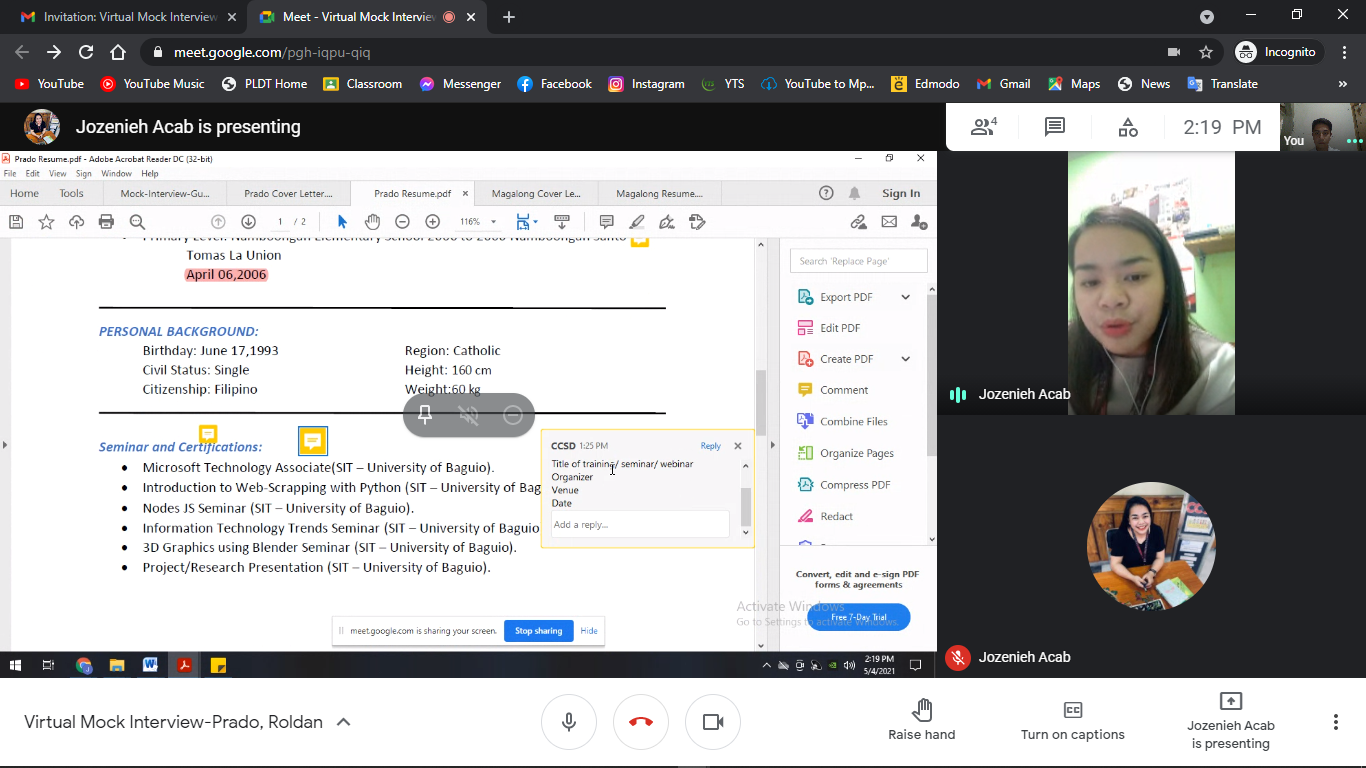 Invitation: Virtual Mock Interview
Meet - Virtual Mock Interview
meet.google.com/pgh-iqpu-qiq
Incognito
YouTube
YouTube Music
PLDT Home
Classroom
Messenger
Facebook
Instagram
YTS
YouTube to Mp...
Edmodo
Gmail
Maps
News
Translate
»
Jozenieh Acab is presenting
4
2:19 PM
You
Prado Resume.pdf - Adobe Acrobat Reader DC (32-bit)
File Edit View Sign Window Help
Home Tools Mock-Interview-Gu... Prado Cover Letter.... Prado Resume.pdf Magalong Cover Le... Magalong Resume.... Sign In
1 / 2 116%
Primary Level: Namboongan Elementary School 2000 to 2006 Namboongan Santo
Tomas La Union
April 06,2006
PERSONAL BACKGROUND:
Birthday: June 17,1993 Region: Catholic
Civil Status: Single Height: 160 cm
Citizenship: Filipino Weight:60 kg
Seminar and Certifications:
Microsoft Technology Associate(SIT – University of Baguio).
Introduction to Web-Scrapping with Python (SIT – University of Bag
Nodes JS Seminar (SIT – University of Baguio).
Information Technology Trends Seminar (SIT – University of Baguio
3D Graphics using Blender Seminar (SIT – University of Baguio).
Project/Research Presentation (SIT – University of Baguio).
CCSD 1:25 PM Reply
Title of training/ seminar/ webinar
Organizer
Venue
Date
Add a reply...
Search 'Replace Page'
Export PDF
Edit PDF
Create PDF
Comment
Combine Files
Organize Pages
Compress PDF
Redact
Convert, edit and e-sign PDF
forms & agreements
Free 7-Day Trial
Activate Windows
Go to Settings to activate Windows.
meet.google.com is sharing your screen.
Stop sharing
Hide
2:19 PM
5/4/2021
Jozenieh Acab
Jozenieh Acab
Virtual Mock Interview-Prado, Roldan
Raise hand
Turn on captions
Jozenieh Acab
is presenting